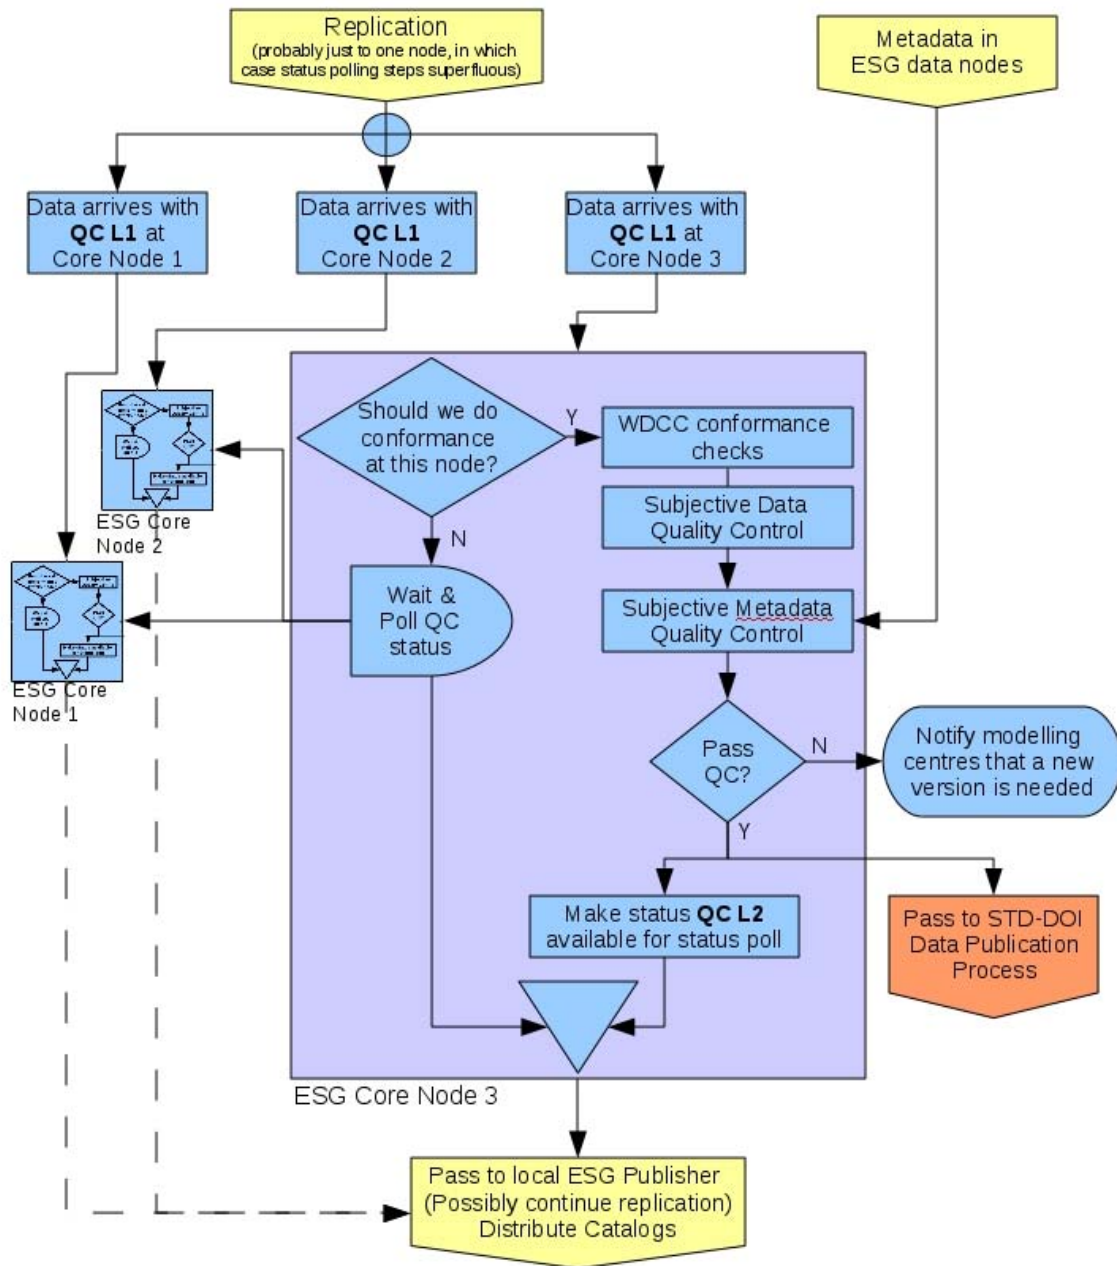 Replication
(probably just to one node, in which
case status polling steps superfluous)
Metadata in
ESG data nodes
Data arrives with
QC L1 at
Core Node 1
Data arrives with
QC L1
Core Node 2
Data arrives with
QC L1 at
Core Node 3
Should we do
conformance
at this node?
Y
WDCC conformance
checks
Subjective Data
Quality Control
N
ESG Core
Node 2
Wait &
Poll QC
status
Subjective Metadata
Quality Control
ESG Core
Node 1
Pass
QC?
N
Notify modelling
centres that a new
version is needed
Y
Make status QC L2
available for status poll
Pass to STD-DOI
Data Publication
Process
ESG Core Node 3
Pass to local ESG Publisher
(Possibly continue replication)
Distribute Catalogs